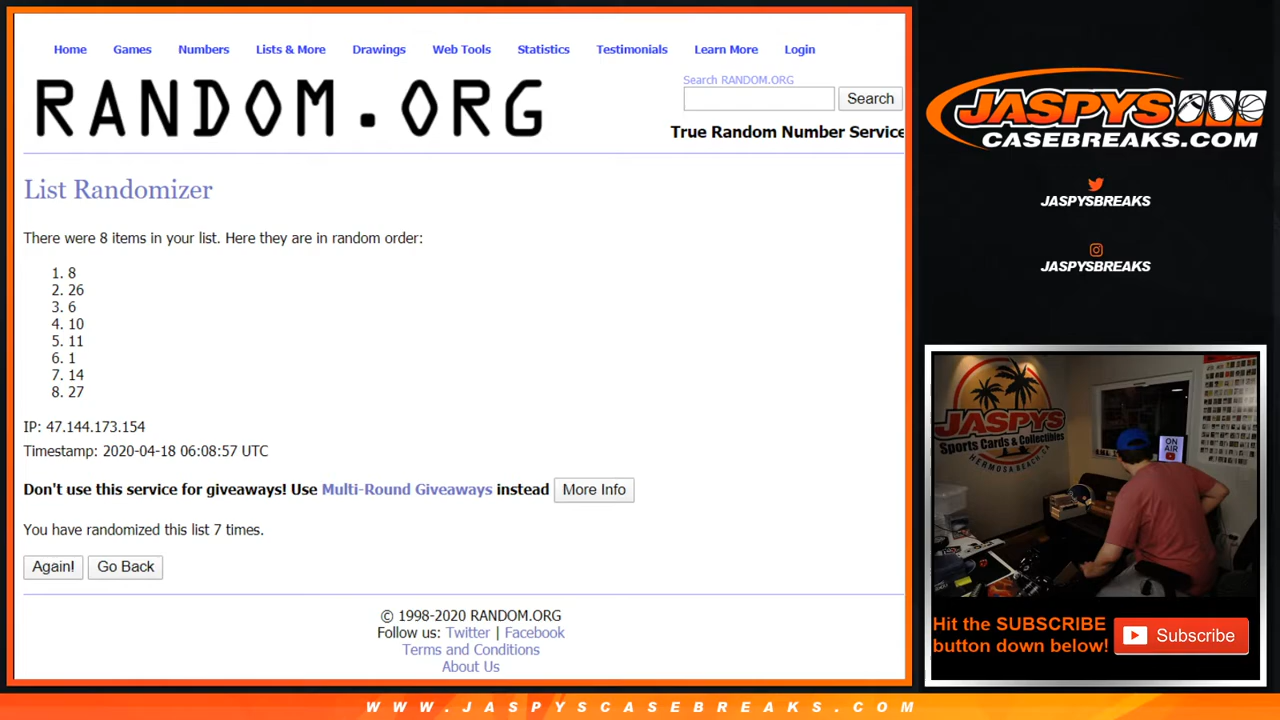 Home Games Numbers Lists & More Drawings Web Tools Statistics Testimonials Learn More Login
RANDOM.ORG
Search RANDOM.ORG
Search
True Random Number Service
List Randomizer
There were 8 items in your list. Here they are in random order:
1. 8
2. 26
3. 6
4. 10
5. 11
6. 1
7. 14
8. 27
IP: 47.144.173.154
Timestamp: 2020-04-18 06:08:57 UTC
Don't use this service for giveaways! Use Multi-Round Giveaways instead More Info
You have randomized this list 7 times.
Again! Go Back
© 1998-2020 RANDOM.ORG
Follow us: Twitter | Facebook
Terms and Conditions
About Us
JASPYS
CASEBREAKS.COM
JASPYSBREAKS
JASPYSBREAKS
JASPYS
Sports Cards & Collectibles
HERMOSA BEACH, CA
ON
AIR
Hit the SUBSCRIBE
button down below!
Subscribe
WWW.JASPYSCASEBREAKS.COM